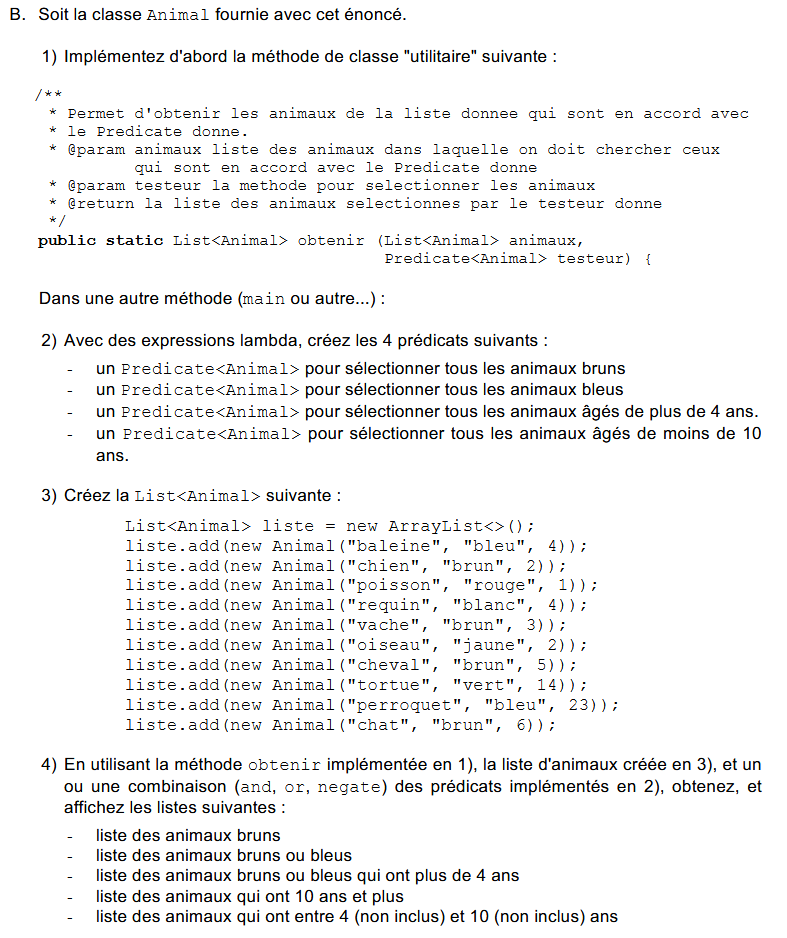 B. Soit la classe Animal fournie avec cet énoncé.
1) Implémentez d'abord la méthode de classe "utilitaire" suivante :
/**
* Permet d'obtenir les animaux de la liste donnee qui sont en accord avec
* le Predicate donne.
* @param animaux liste des animaux dans laquelle on doit chercher ceux
qui sont en accord avec le Predicate donne
* @param testeur la methode pour selectionner les animaux
* @return la liste des animaux selectionnes par le testeur donne
*/
public static List<Animal> obtenir (List<Animal> animaux,
Predicate<Animal> testeur) {
Dans une autre méthode (main ou autre...) :
2) Avec des expressions lambda, créez les 4 prédicats suivants :
- un Predicate<Animal> pour sélectionner tous les animaux bruns
- un Predicate<Animal> pour sélectionner tous les animaux bleus
- un Predicate<Animal> pour sélectionner tous les animaux âgés de plus de 4 ans.
- un Predicate<Animal> pour sélectionner tous les animaux âgés de moins de 10
ans.
3) Créez la List<Animal> suivante :
List<Animal> liste = new ArrayList<>();
liste.add(new Animal("baleine", "bleu", 4));
liste.add(new Animal("chien", "brun", 2));
liste.add(new Animal("poisson", "rouge", 1));
liste.add(new Animal("requin", "blanc", 4));
liste.add(new Animal("vache", "brun", 3));
liste.add(new Animal("oiseau", "jaune", 2));
liste.add(new Animal("cheval", "brun", 5));
liste.add(new Animal("tortue", "vert", 14));
liste.add(new Animal("perroquet", "bleu", 23));
liste.add(new Animal("chat", "brun", 6));
4) En utilisant la méthode obtenir implémentée en 1), la liste d'animaux créée en 3), et un
ou une combinaison (and, or, negate) des prédicats implémentés en 2), obtenez, et
affichez les listes suivantes :
- liste des animaux bruns
- liste des animaux bruns ou bleus
- liste des animaux bruns ou bleus qui ont plus de 4 ans
- liste des animaux qui ont 10 ans et plus
- liste des animaux qui ont entre 4 (non inclus) et 10 (non inclus) ans